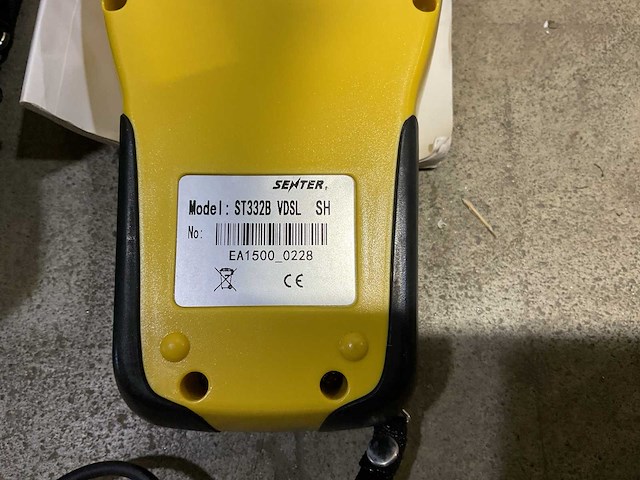 SENTER
Model: ST332B VDSL SH
No:
EA1500_0228
CE